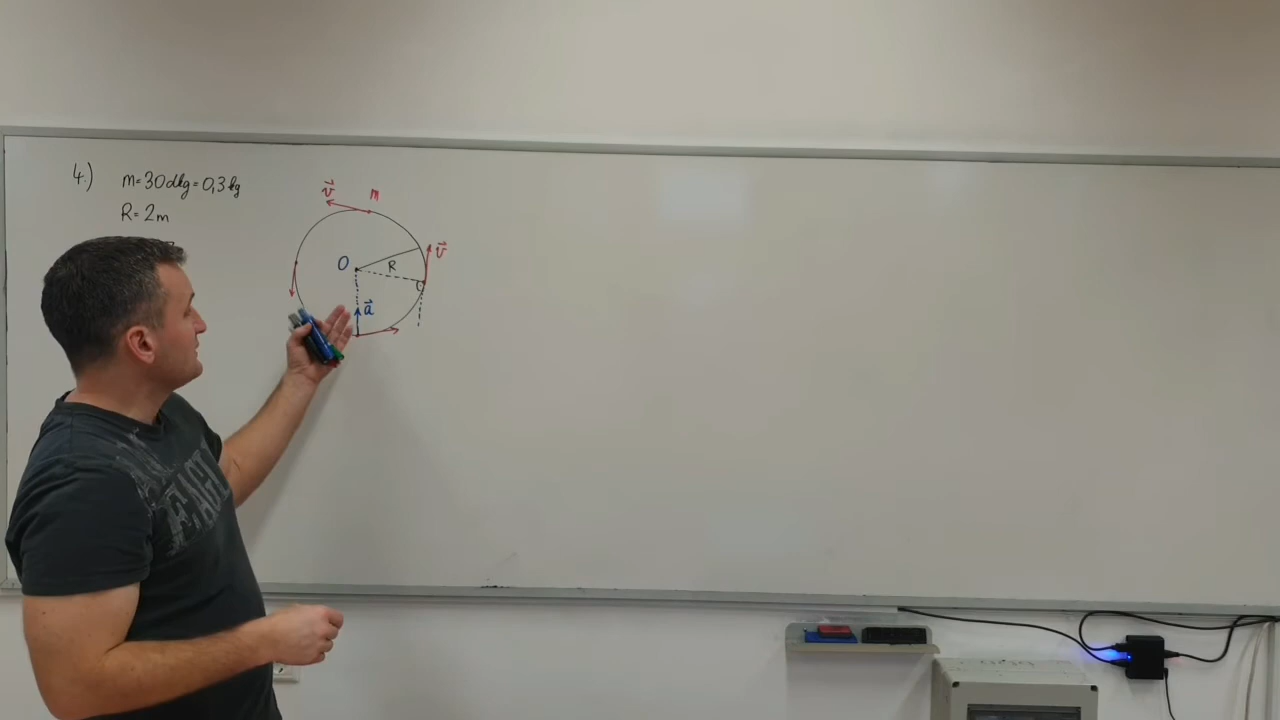 4.) m=30dkg=0,3kg
R=2m
v⃗ m
v⃗
O
R
a⃗